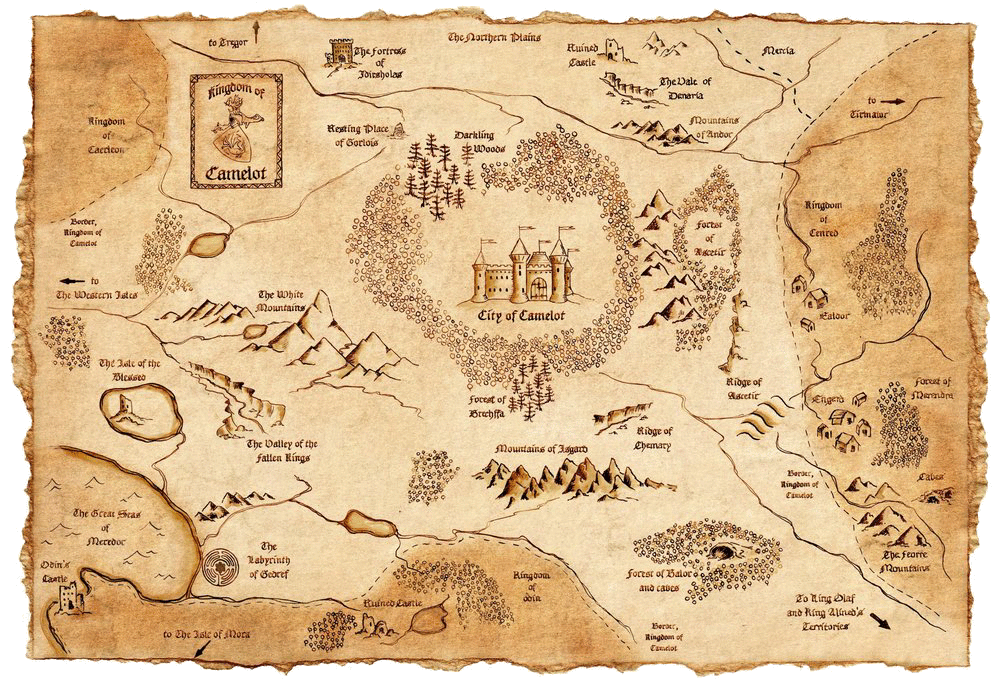 to Tregor
The Fortress
of
Idirsholas
The Northern Plains
Ruined
Castle
Mercia
The Vale of
Denaria
Kingdom of
Camelot
to
Tirmawr
Kingdom
of
Caerleon
Resting Place
of Gorlois
Darkling
Woods
Mountains
of Andor
Border,
Kingdom of
Camelot
Forest
of
Ascetir
Kingdom
of
Cenred
to
The Western Isles
The White
Mountains
City of Camelot
Ealdor
The Isle of the
Blessed
Forest of
Brechfa
Ridge of
Ascetir
Engerd
Forest of
Merendra
The Valley of the
Fallen Kings
Ridge of
Chemary
Mountains of Isgard
Border,
Kingdom of
Camelot
Caves
The Great Seas
of
Meredor
The Feorre
Mountains
Odin's
Castle
The
Labyrinth
of Gedref
Kingdom
of
Odin
Forest of Balor
and caves
Ruined Castle
To King Olaf
and King Alined's
Territories
to The Isle of Mora
Border,
Kingdom of
Camelot